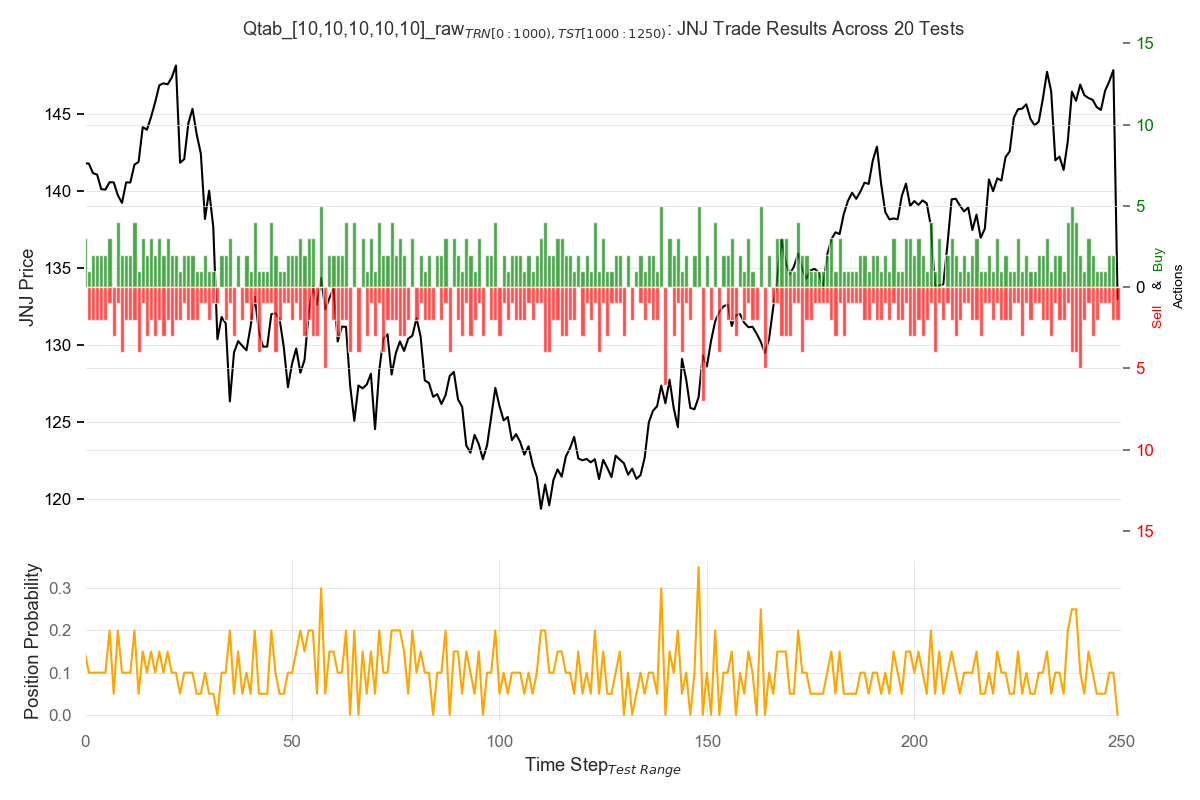 Qtab_[10,10,10,10,10]_raw_TRN[0:1000),TST[1000:1250): JNJ Trade Results Across 20 Tests
JNJ Price
145
140
135
130
125
120
15
10
5
0
5
10
15
Sell & Buy
Actions
Position Probability
0.3
0.2
0.1
0.0
0 50 100 150 200 250
Time Step Test Range